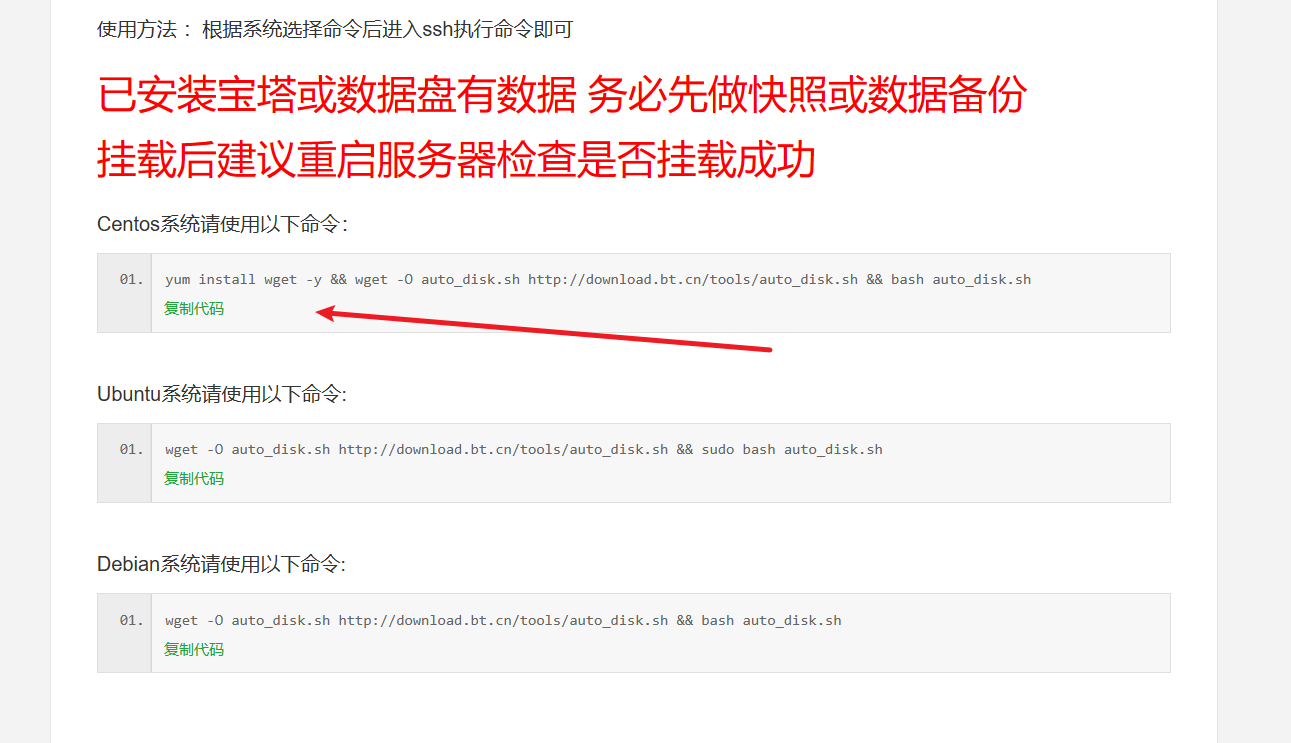 使用方法 ：根据系统选择命令后进入ssh执行命令即可
已安装宝塔或数据盘有数据 务必先做快照或数据备份
挂载后建议重启服务器检查是否挂载成功
Centos系统请使用以下命令:
01. yum install wget -y && wget -O auto_disk.sh http://download.bt.cn/tools/auto_disk.sh && bash auto_disk.sh
复制代码
Ubuntu系统请使用以下命令:
01. wget -O auto_disk.sh http://download.bt.cn/tools/auto_disk.sh && sudo bash auto_disk.sh
复制代码
Debian系统请使用以下命令:
01. wget -O auto_disk.sh http://download.bt.cn/tools/auto_disk.sh && bash auto_disk.sh
复制代码